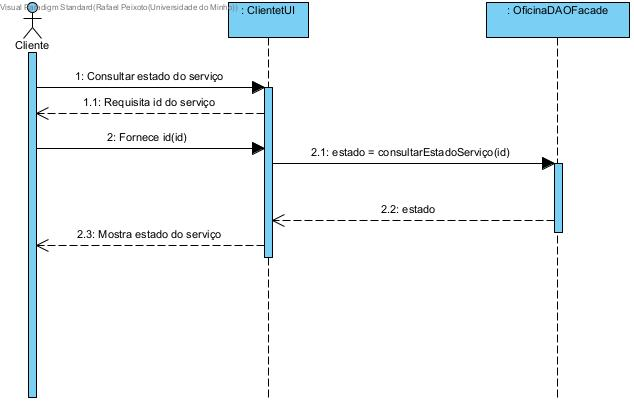 Visual Paradigm Standard(Rafael Peixoto(Universidade do Minho))
: ClientetUI
: OficinaDAOFacade
Cliente
1: Consultar estado do serviço
1.1: Requisita id do serviço
2: Fornece id(id)
2.1: estado = consultarEstadoServiço(id)
2.2: estado
2.3: Mostra estado do serviço